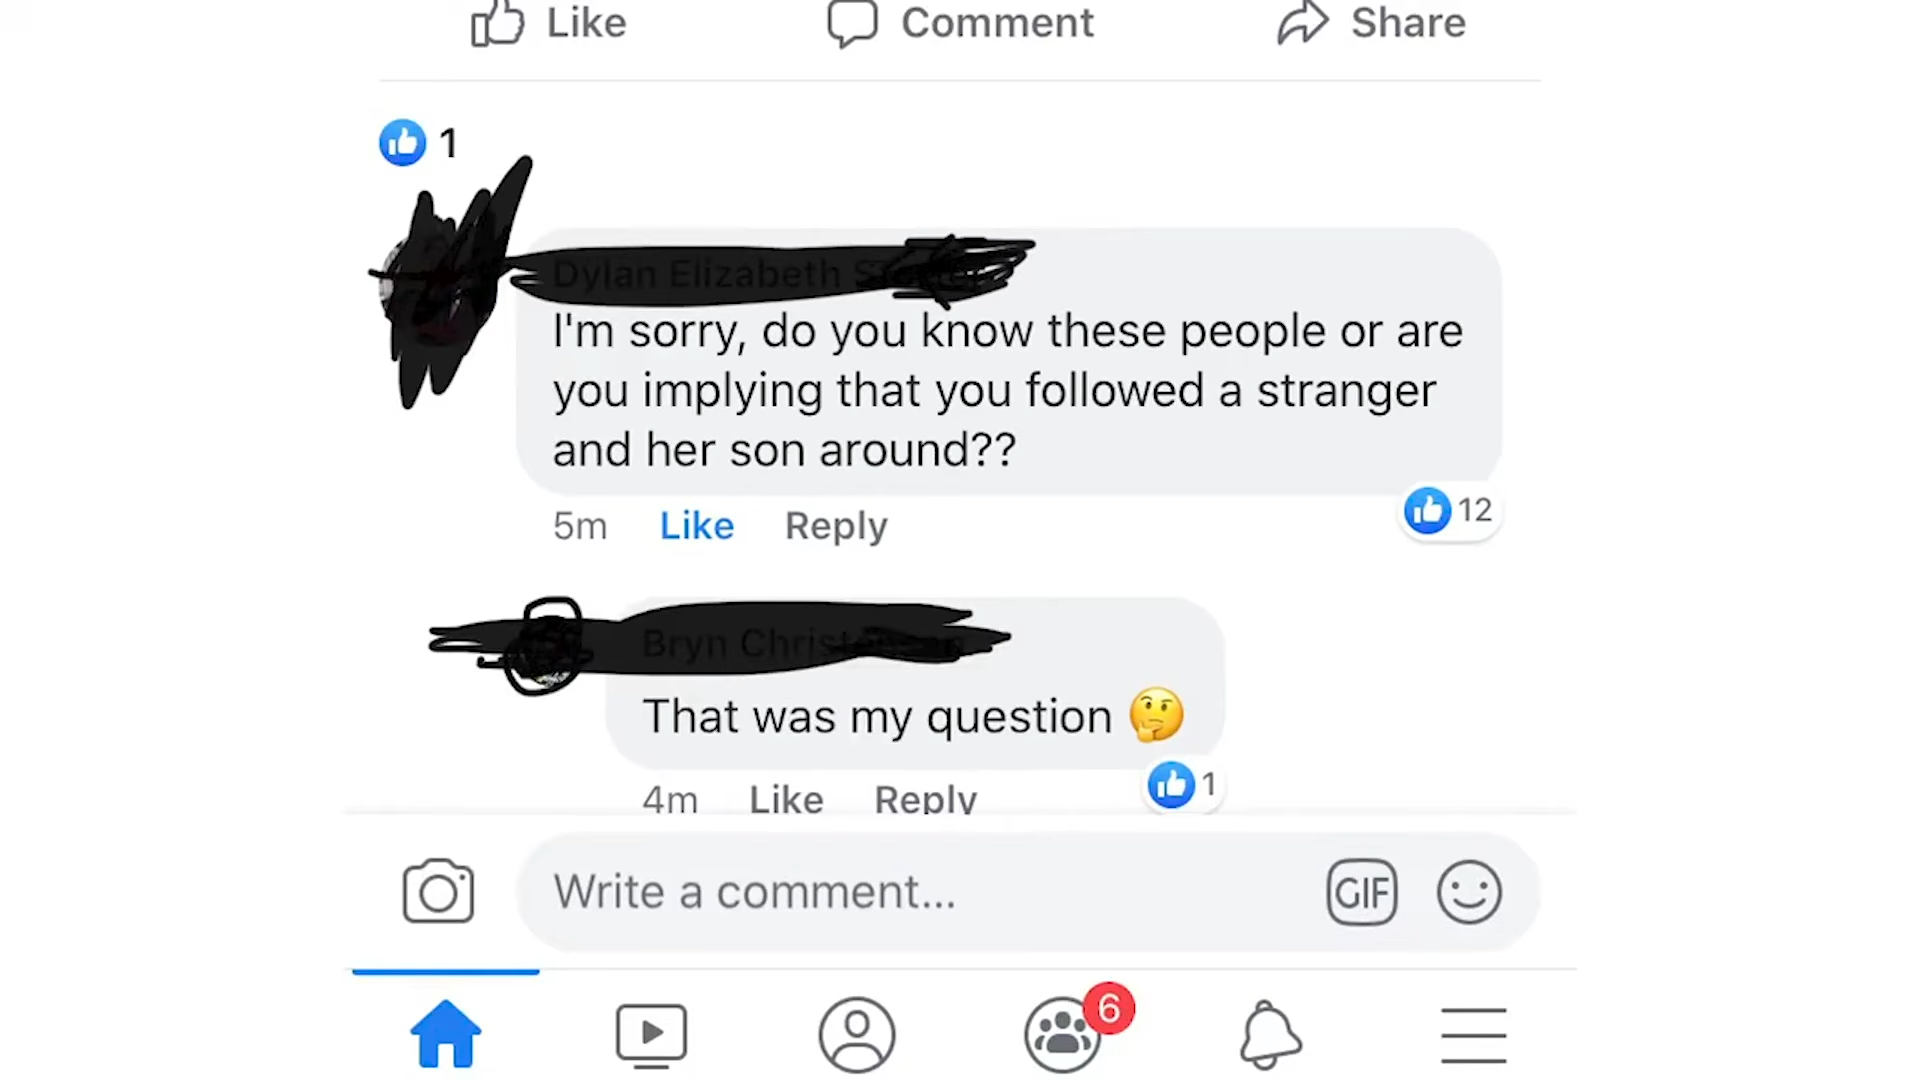 Like Comment Share
1
I'm sorry, do you know these people or are
you implying that you followed a stranger
and her son around??
5m Like Reply 12
That was my question 🤔
4m Like Reply 1
Write a comment... GIF
6